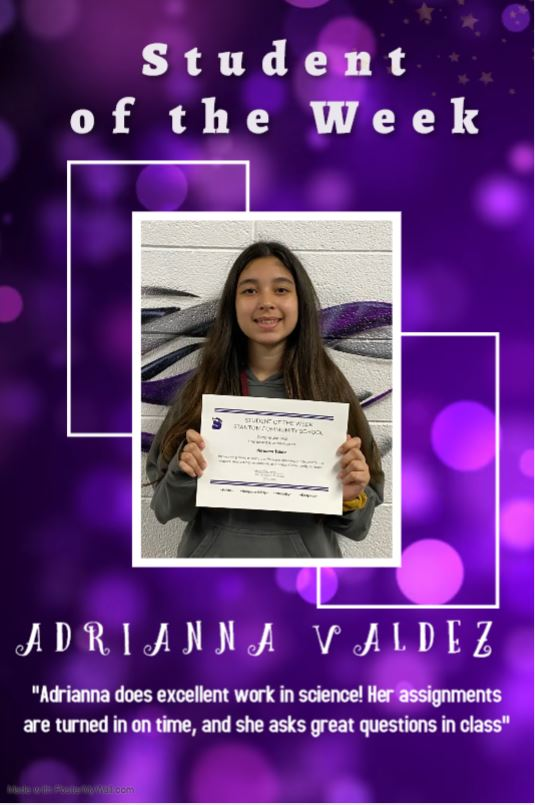 Student
of the Week
STUDENT OF THE WEEK
STANTON COMMUNITY SCHOOL
ADRIANNA VALDEZ
"Adrianna does excellent work in science! Her assignments
are turned in on time, and she asks great questions in class"
Made with PosterMyWall.com